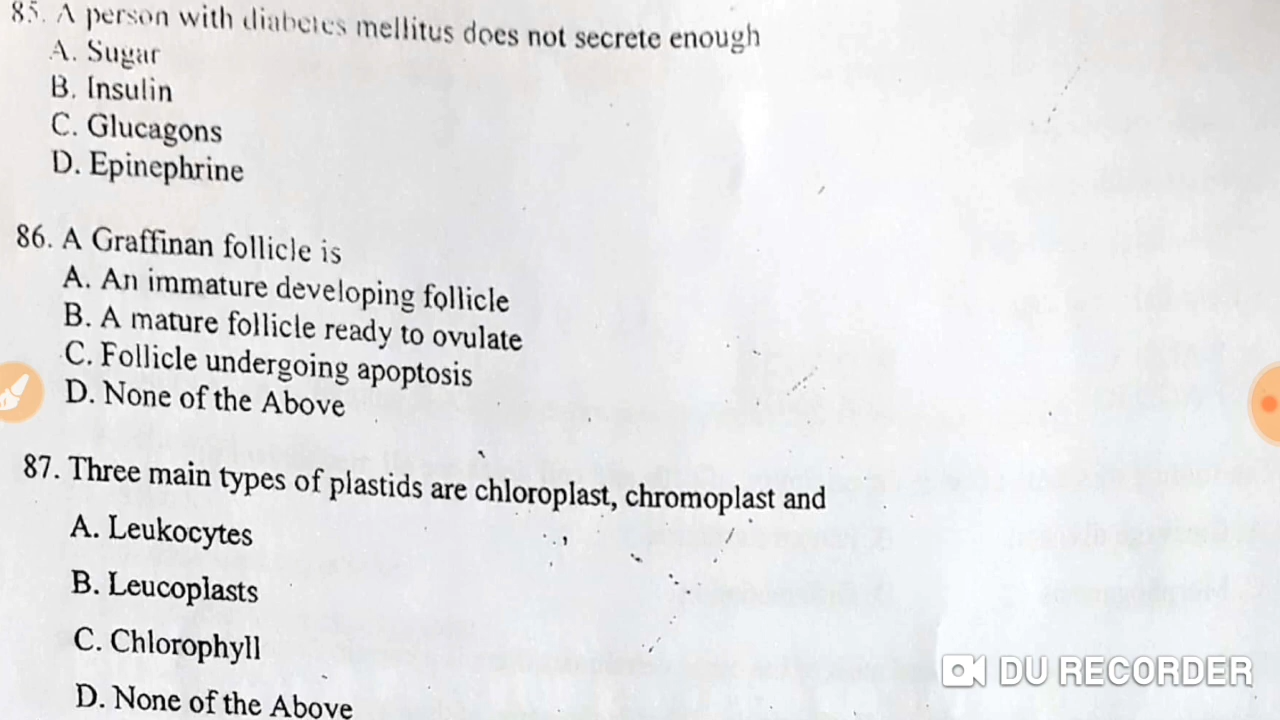 85. A person with diabetes mellitus does not secrete enough
A. Sugar
B. Insulin
C. Glucagons
D. Epinephrine
86. A Graffinan follicle is
A. An immature developing follicle
B. A mature follicle ready to ovulate
C. Follicle undergoing apoptosis
D. None of the Above
87. Three main types of plastids are chloroplast, chromoplast and
A. Leukocytes
B. Leucoplasts
C. Chlorophyll
D. None of the Above
DU RECORDER